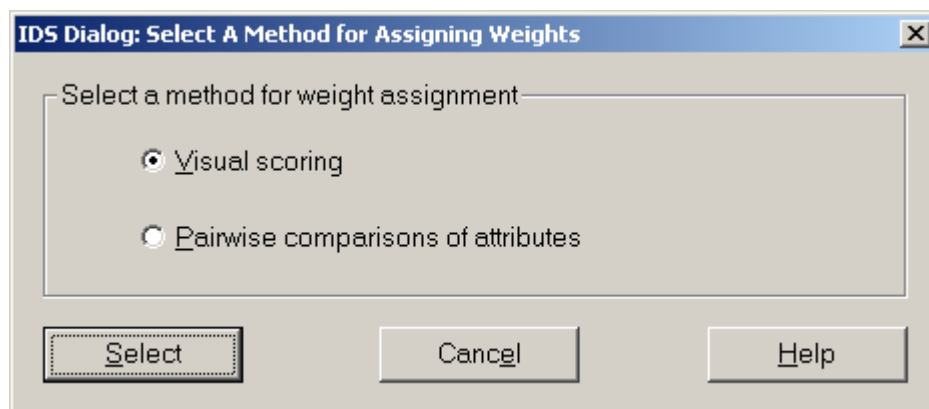 IDS Dialog: Select A Method for Assigning Weights
Select a method for weight assignment
Visual scoring
Pairwise comparisons of attributes
Select Cancel Help